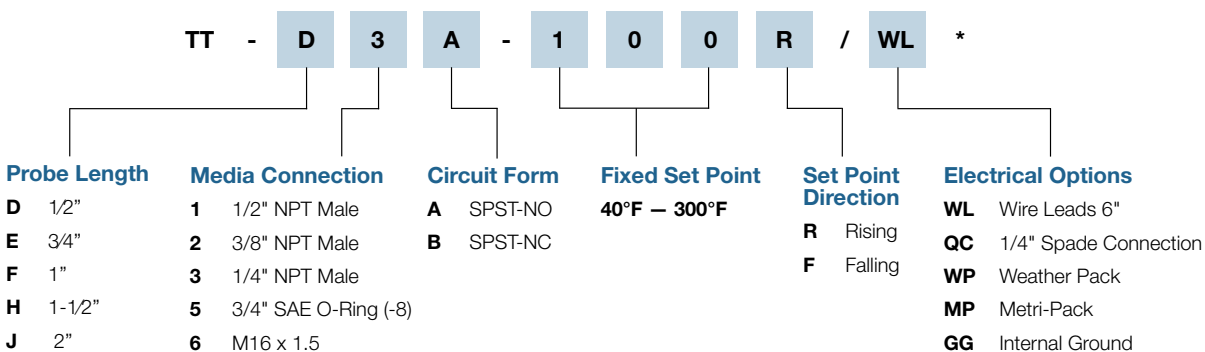 TT - D 3 A - 1 0 0 R / WL *
Probe Length
D 1/2”
E 3/4”
F 1”
H 1-1/2”
J 2”
Media Connection
1 1/2" NPT Male
2 3/8" NPT Male
3 1/4" NPT Male
5 3/4" SAE O-Ring (-8)
6 M16 x 1.5
Circuit Form
A SPST-NO
B SPST-NC
Fixed Set Point
40°F — 300°F
Set Point
Direction
R Rising
F Falling
Electrical Options
WL Wire Leads 6"
QC 1/4" Spade Connection
WP Weather Pack
MP Metri-Pack
GG Internal Ground